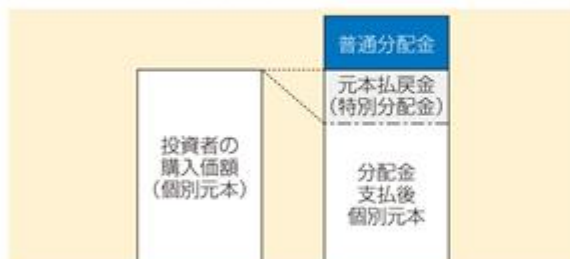 普通分配金
元本払戻金
(特別分配金)
投資者の
購入価額
(個別元本)
分配金
支払後
個別元本